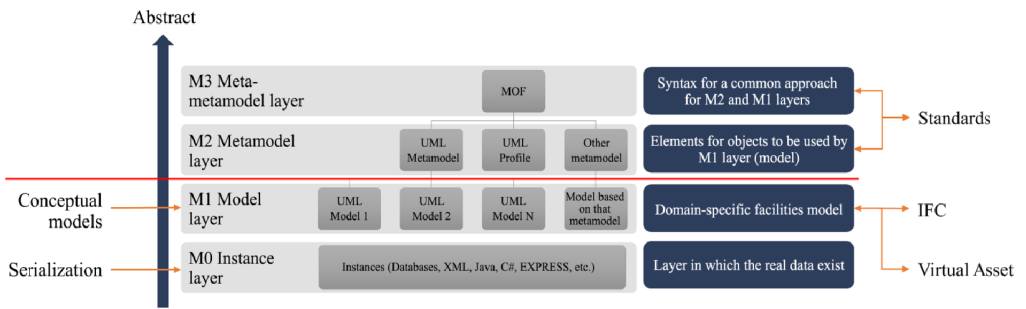 Abstract
M3 Meta-
metamodel layer
MOF
Syntax for a common approach
for M2 and M1 layers
Standards
M2 Metamodel
layer
UML
Metamodel
UML
Profile
Other
metamodel
Elements for objects to be used by
M1 layer (model)
Conceptual
models
M1 Model
layer
UML
Model 1
UML
Model 2
UML
Model N
Model based
on that
metamodel
Domain-specific facilities model
IFC
Serialization
M0 Instance
layer
Instances (Databases, XML, Java, C#, EXPRESS, etc.)
Layer in which the real data exist
Virtual Asset